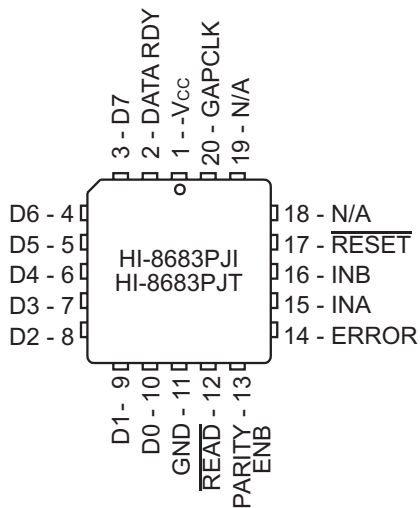 3 - D7
2 - DATA RDY
1 - -Vcc
20 - GAPCLK
19 - N/A
D6 - 4
D5 - 5
D4 - 6
D3 - 7
D2 - 8
HI-8683PJI
HI-8683PJT
18 - N/A
17 - RESET
16 - INB
15 - INA
14 - ERROR
D1- 9
D0 - 10
GND - 11
READ - 12
PARITY - 13
ENB